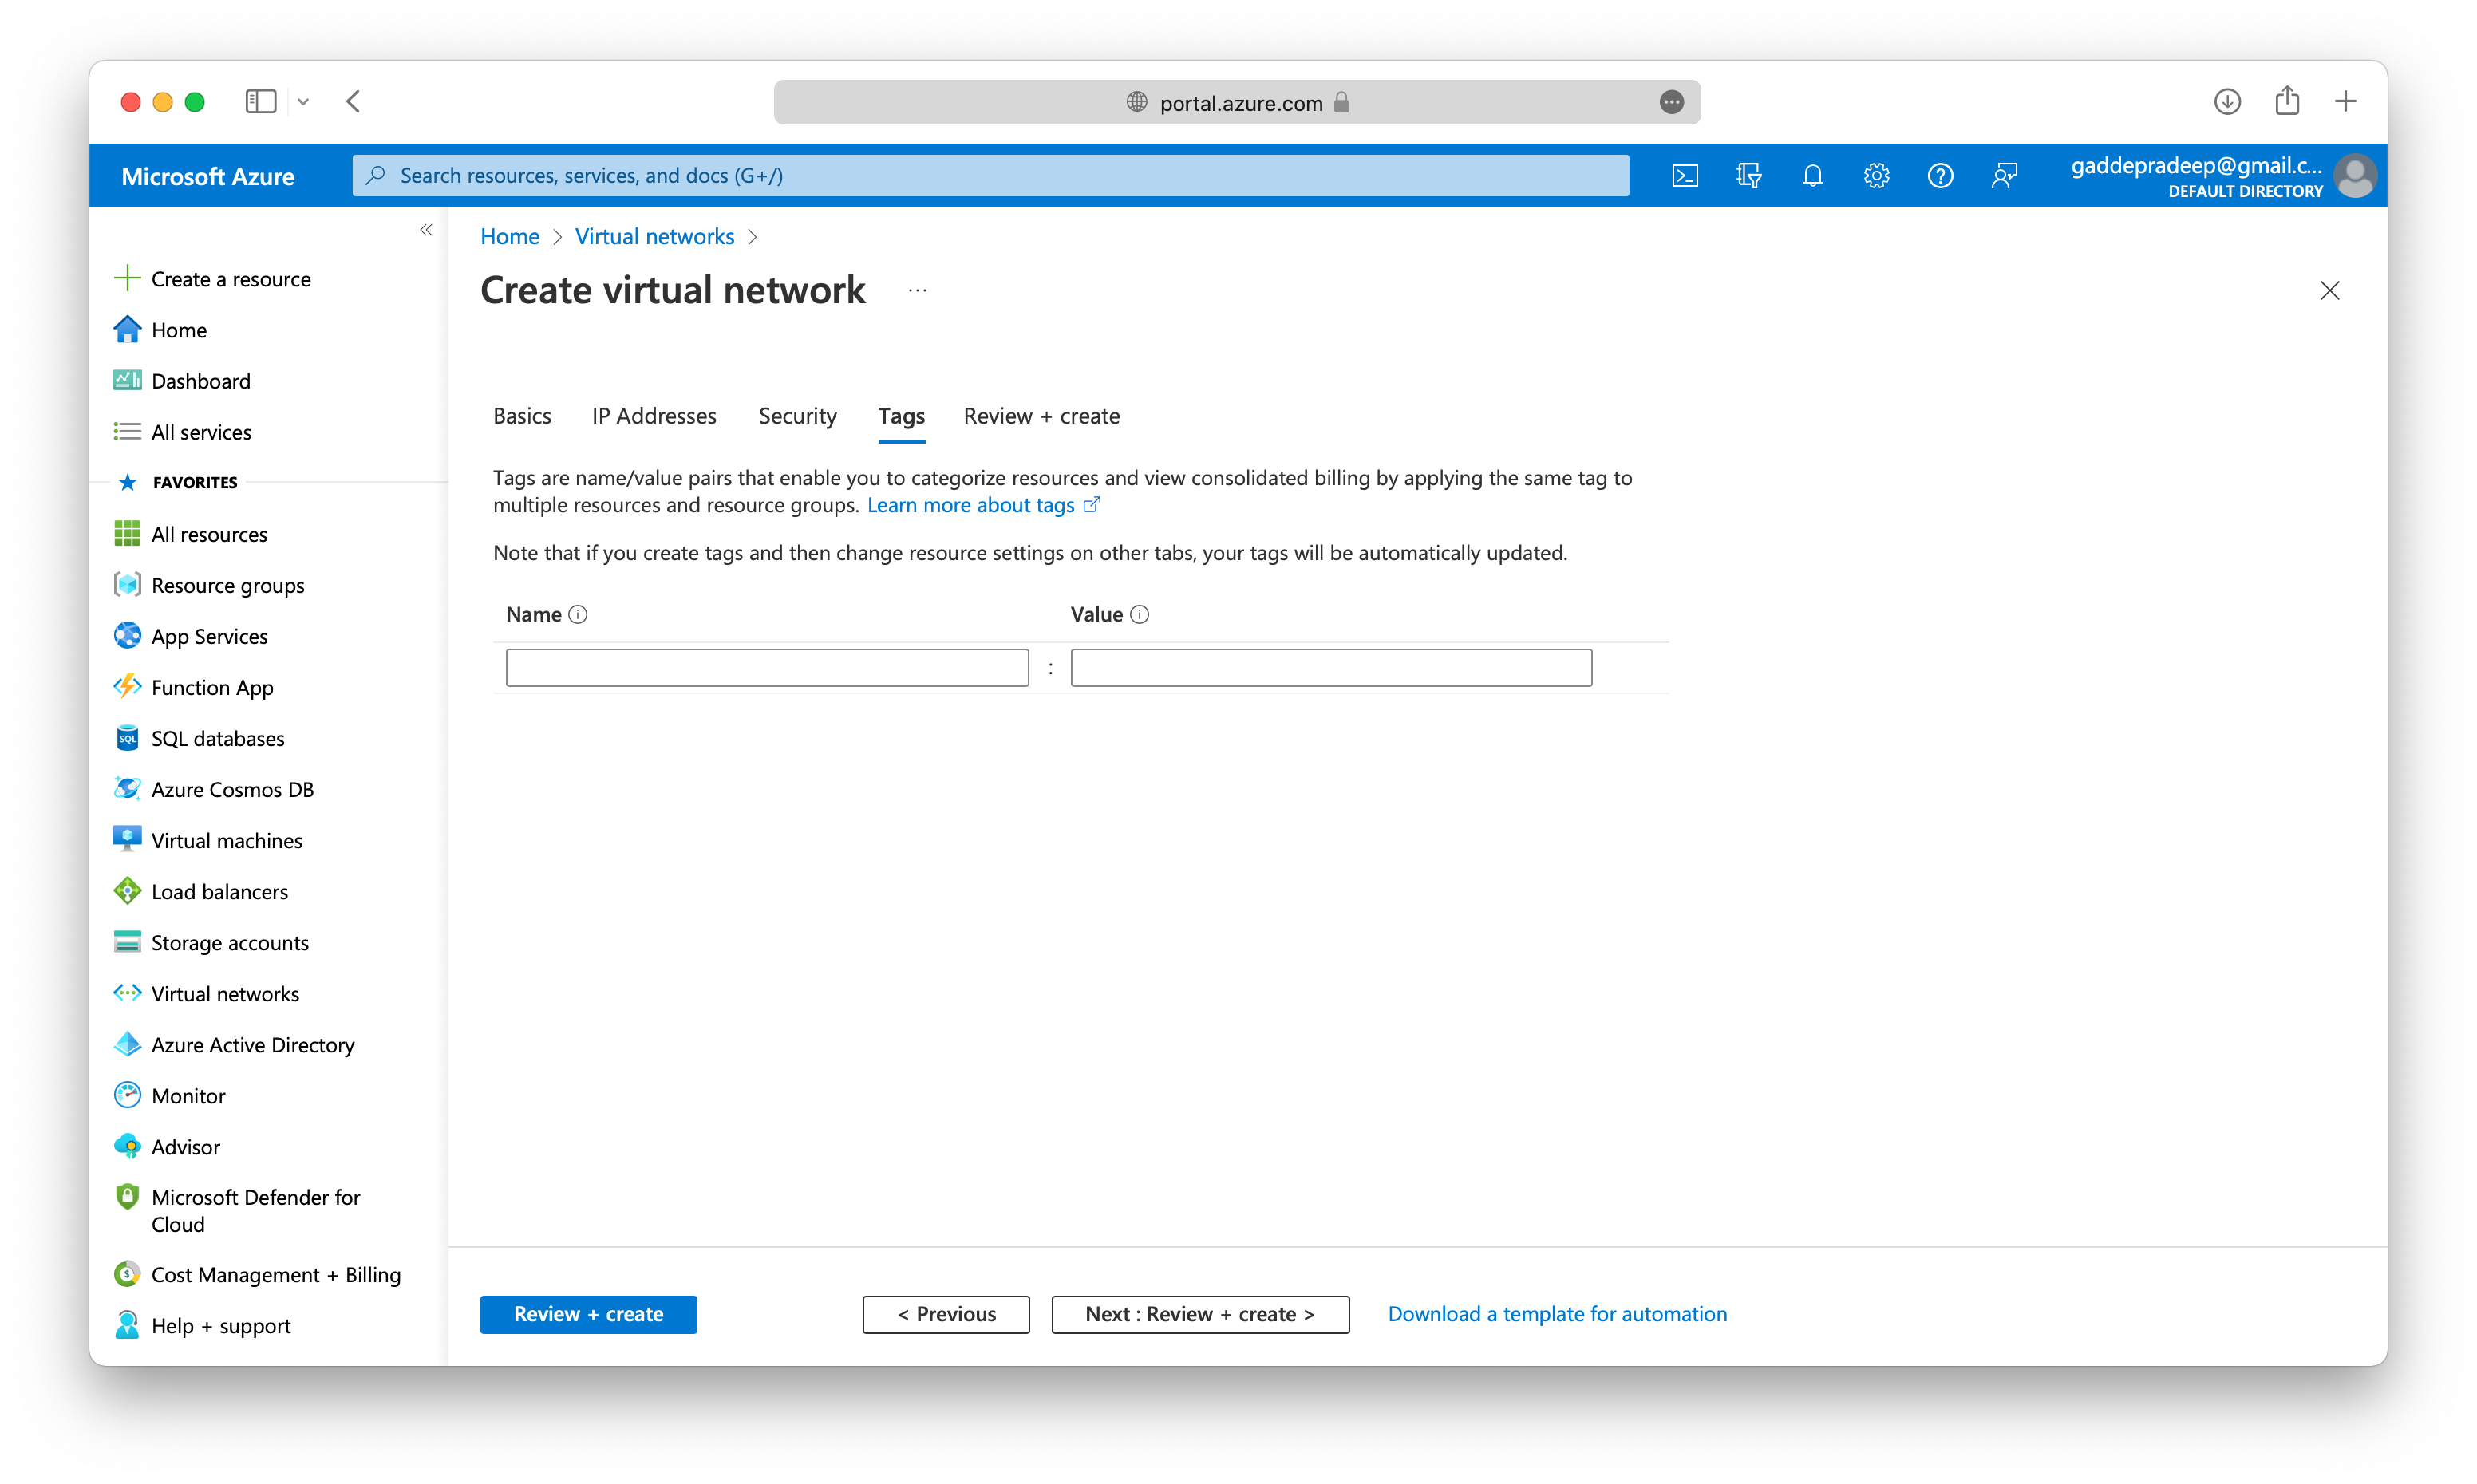 portal.azure.com
Microsoft Azure
Search resources, services, and docs (G+/)
gaddepradeep@gmail.c...
DEFAULT DIRECTORY
Create a resource
Home
Dashboard
All services
FAVORITES
All resources
Resource groups
App Services
Function App
SQL databases
Azure Cosmos DB
Virtual machines
Load balancers
Storage accounts
Virtual networks
Azure Active Directory
Monitor
Advisor
Microsoft Defender for
Cloud
Cost Management + Billing
Help + support
Home > Virtual networks >
Create virtual network ...
Basics IP Addresses Security Tags Review + create
Tags are name/value pairs that enable you to categorize resources and view consolidated billing by applying the same tag to
multiple resources and resource groups. Learn more about tags
Note that if you create tags and then change resource settings on other tabs, your tags will be automatically updated.
Name Value
:
Review + create < Previous Next : Review + create > Download a template for automation